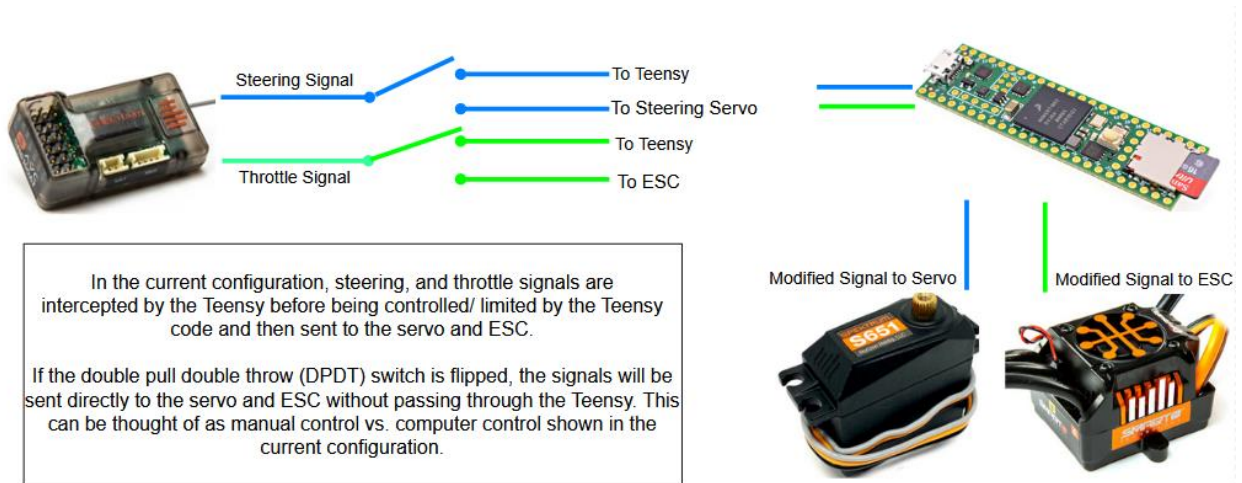 Steering Signal
To Teensy
To Steering Servo
To Teensy
Throttle Signal
To ESC
In the current configuration, steering, and throttle signals are
intercepted by the Teensy before being controlled/ limited by the Teensy
code and then sent to the servo and ESC.
If the double pull double throw (DPDT) switch is flipped, the signals will be
sent directly to the servo and ESC without passing through the Teensy. This
can be thought of as manual control vs. computer control shown in the
current configuration.
Modified Signal to Servo
Modified Signal to ESC
SPEKTRUM
S651